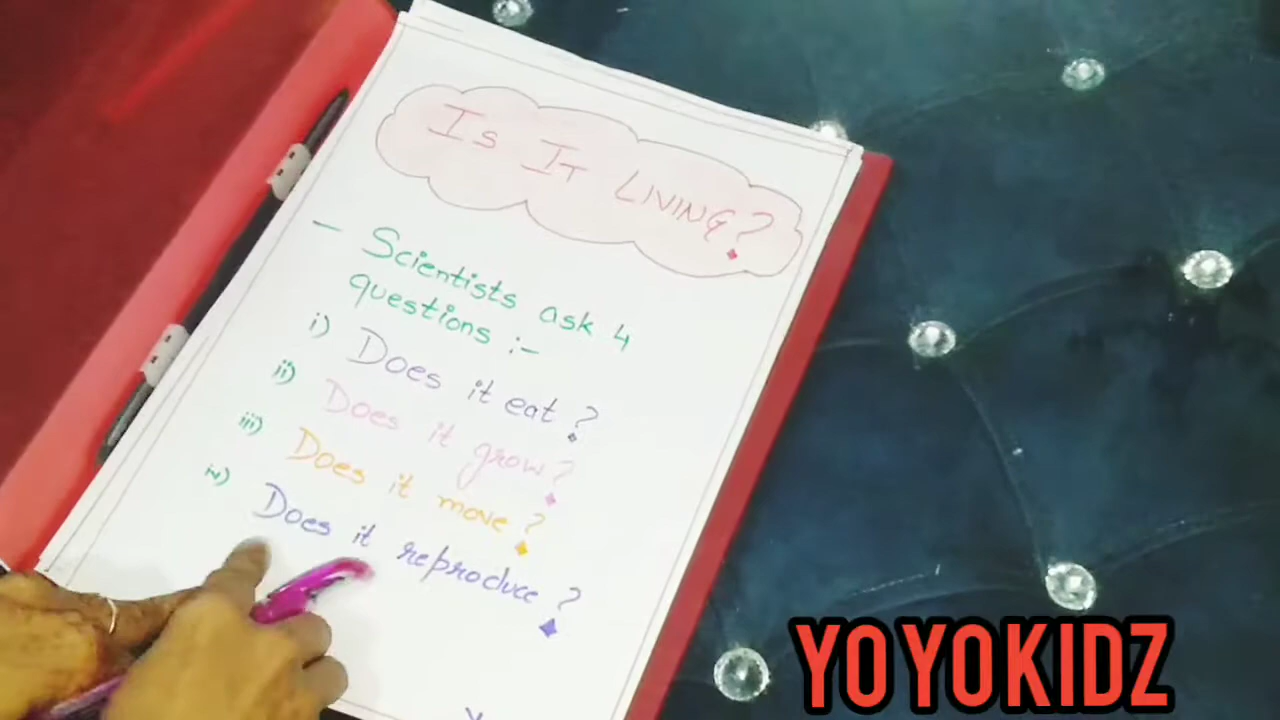 Is It LIVING?
- Scientists ask 4
questions :-
i) Does it eat?
ii) Does it grow?
iii) Does it move?
iv) Does it reproduce?
YOYOKIDZ